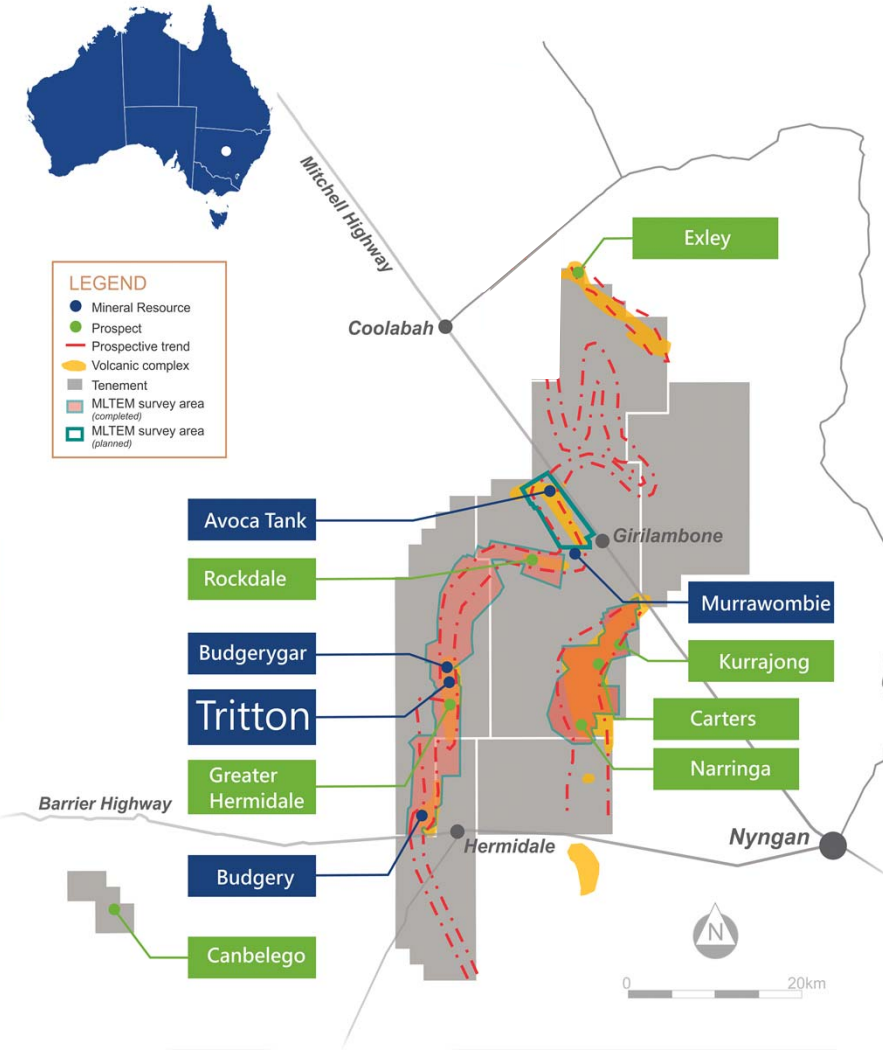 Mitchell Highway
Exley
LEGEND
Mineral Resource
Prospect
Prospective trend
Volcanic complex
Tenement
MLTEM survey area
(completed)
MLTEM survey area
(planned)
Coolabah
Avoca Tank
Girilambone
Rockdale
Murrawombie
Budgerygar
Kurrajong
Tritton
Carters
Greater
Hermidale
Narringa
Barrier Highway
Nyngan
Hermidale
Budgery
Canbelego
N
0 20km